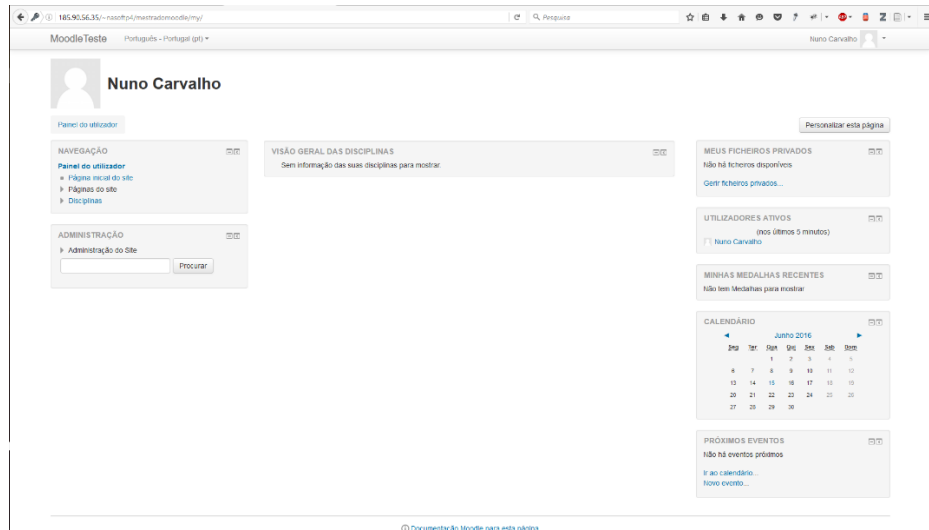 185.90.56.35/~nasoftp4/mestradomoodle/my/
Pesquisa
MoodleTeste
Português - Portugal (pt)
Nuno Carvalho
Nuno Carvalho
Painel do utilizador
Personalizar esta página
NAVEGAÇÃO
Painel do utilizador
Página inicial do site
Páginas do site
Disciplinas
ADMINISTRAÇÃO
Administração do Site
Procurar
VISÃO GERAL DAS DISCIPLINAS
Sem informação das suas disciplinas para mostrar.
MEUS FICHEIROS PRIVADOS
Não há ficheiros disponíveis
Gerir ficheiros privados...
UTILIZADORES ATIVOS
(nos últimos 5 minutos)
Nuno Carvalho
MINHAS MEDALHAS RECENTES
Não tem Medalhas para mostrar
CALENDÁRIO
Junho 2016
Seg Ter Qua Qui Sex Sáb Dom
1 2 3 4 5
6 7 8 9 10 11 12
13 14 15 16 17 18 19
20 21 22 23 24 25 26
27 28 29 30
PRÓXIMOS EVENTOS
Não há eventos próximos
Ir ao calendário...
Novo evento...
Documentação Moodle para esta página